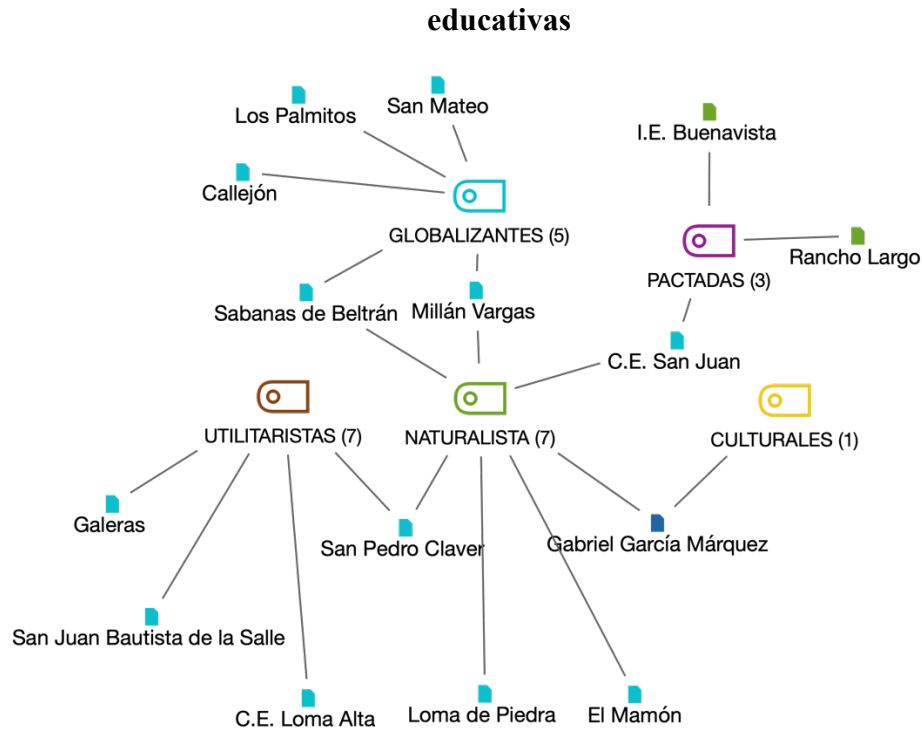 educativas
San Mateo
Los Palmitos
I.E. Buenavista
Callejón
GLOBALIZANTES (5)
Rancho Largo
PACTADAS (3)
Sabanas de Beltrán
Millán Vargas
C.E. San Juan
UTILITARISTAS (7)
NATURALISTA (7)
CULTURALES (1)
Galeras
San Pedro Claver
Gabriel García Márquez
San Juan Bautista de la Salle
C.E. Loma Alta
Loma de Piedra
El Mamón